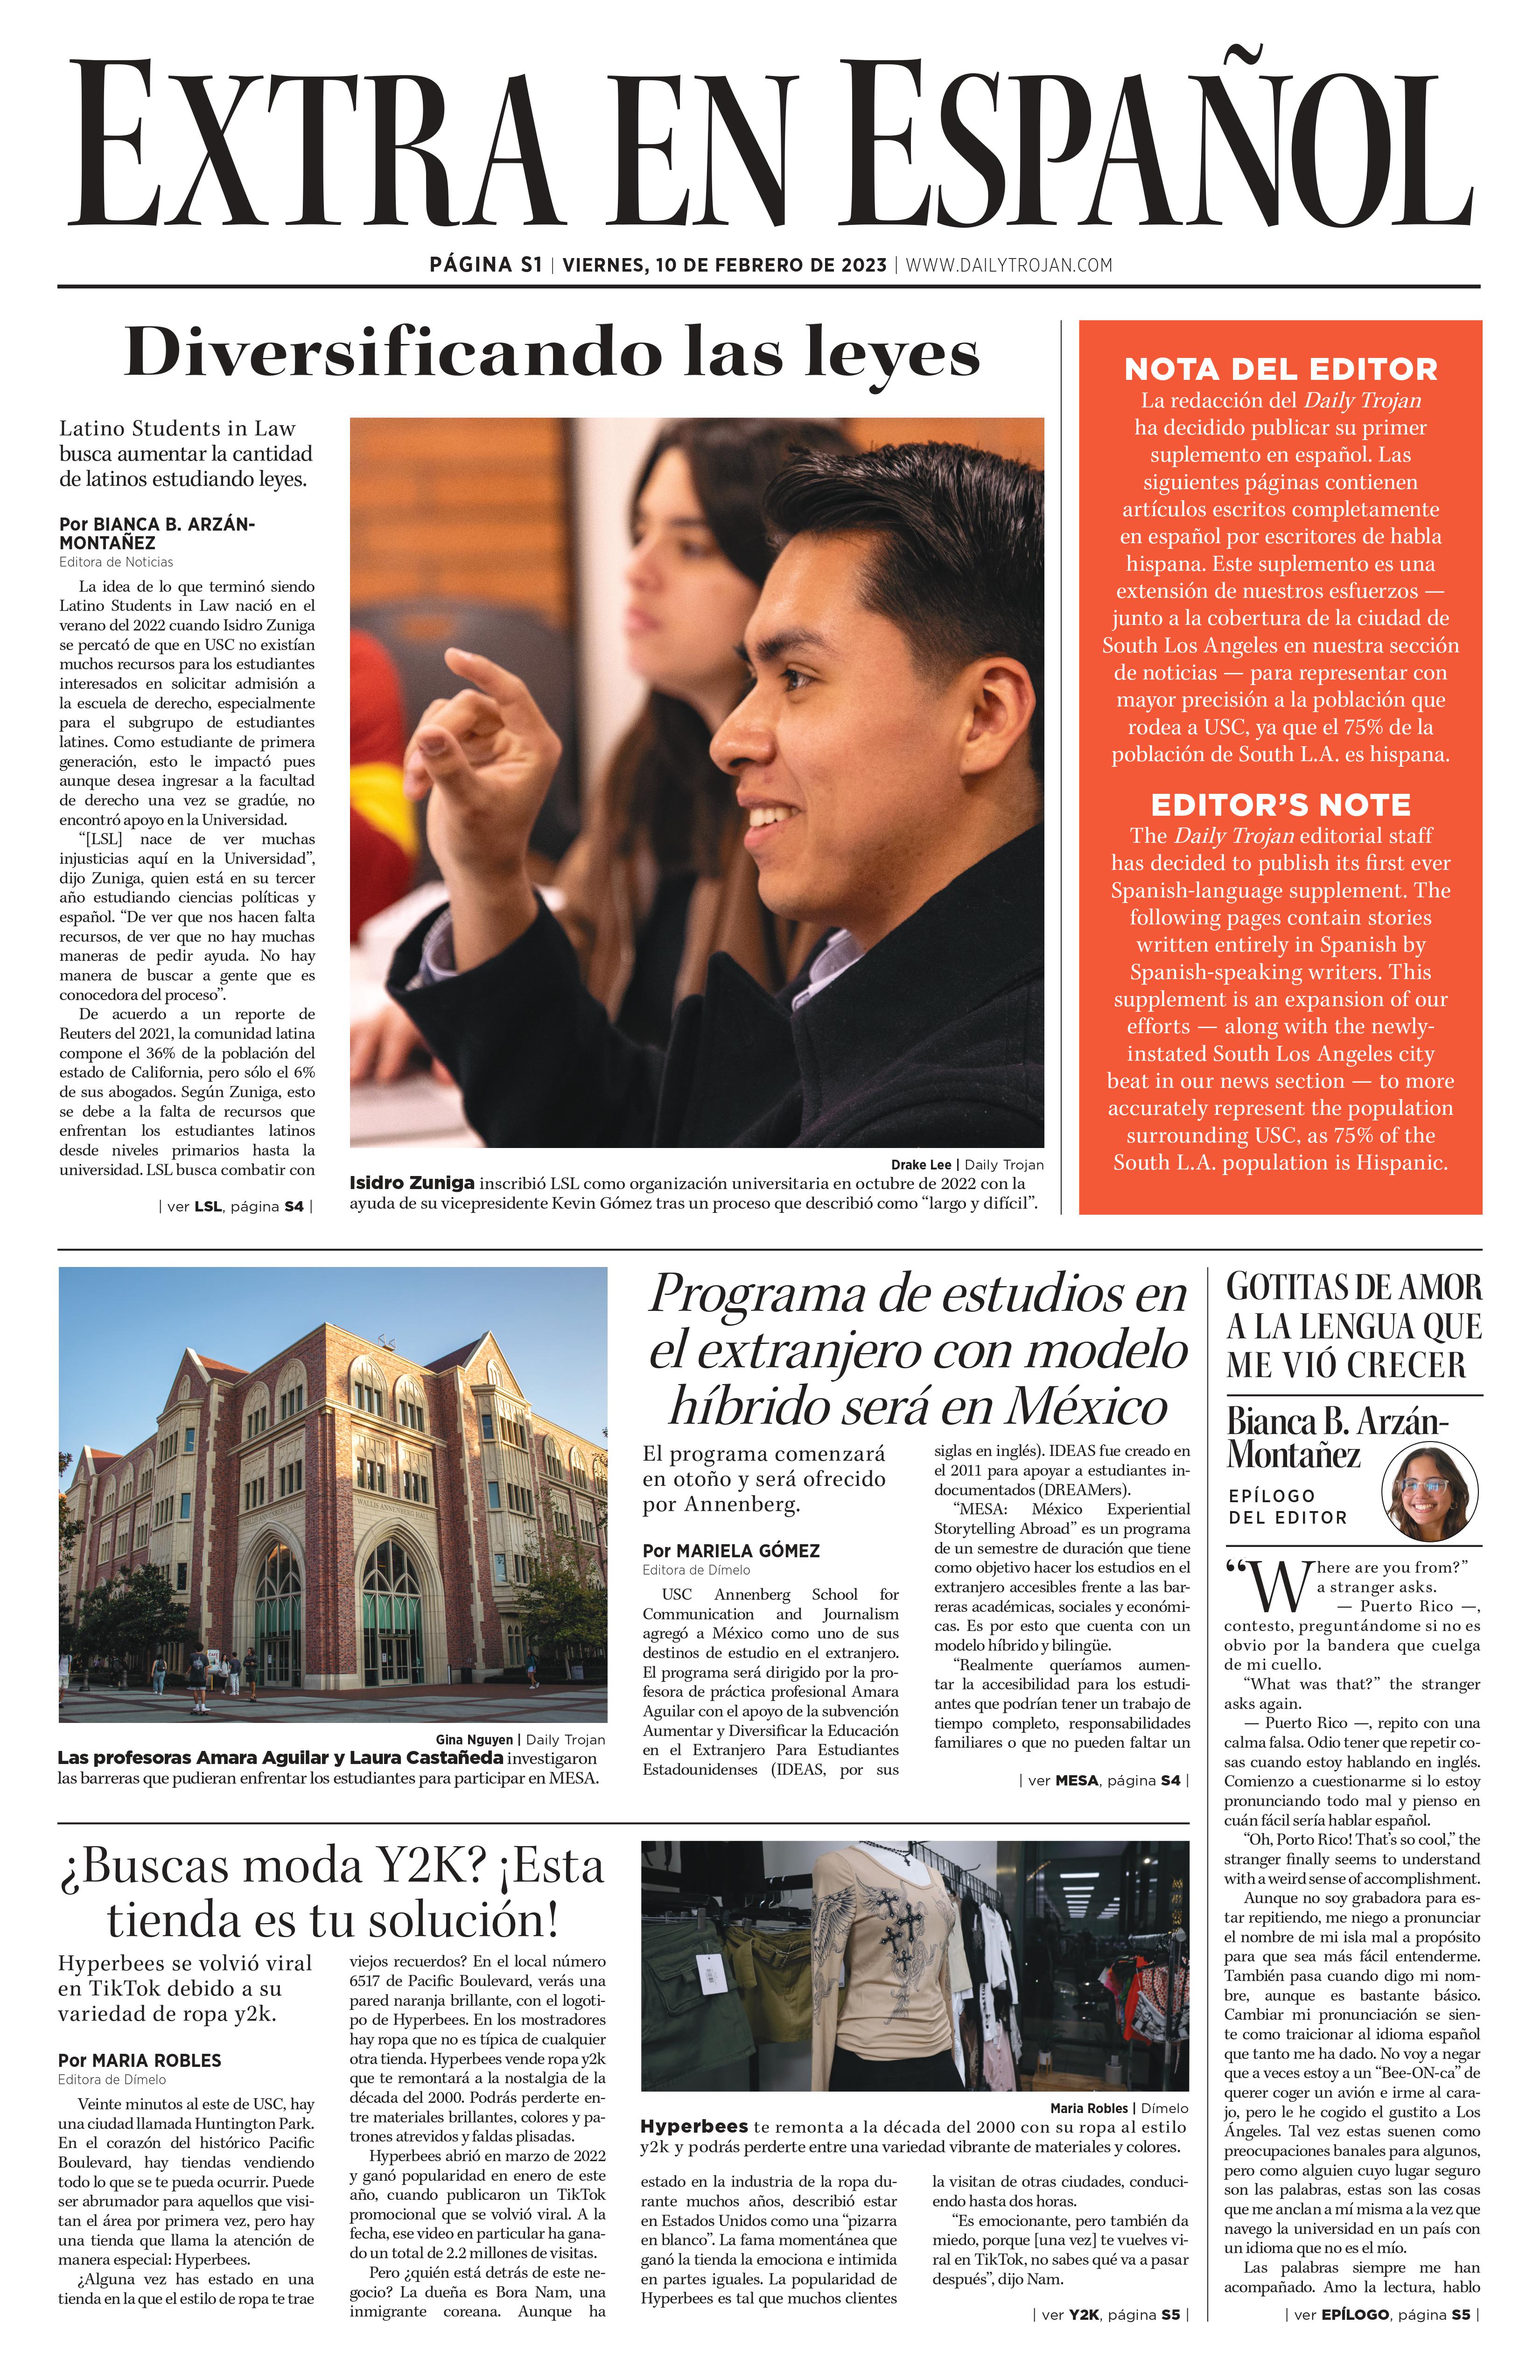 EXTRA EN ESPAÑOL
PÁGINA S1 | VIERNES, 10 DE FEBRERO DE 2023 | WWW.DAILYTROJAN.COM
Diversificando las leyes
Latino Students in Law
busca aumentar la cantidad
de latinos estudiando leyes.
Por BIANCA B. ARZÁN-
MONTAÑEZ
Editora de Noticias
La idea de lo que terminó siendo
Latino Students in Law nació en el
verano del 2022 cuando Isidro Zuniga
se percató de que en USC no existían
muchos recursos para los estudiantes
interesados en solicitar admisión a
la escuela de derecho, especialmente
para el subgrupo de estudiantes
latines. Como estudiante de primera
generación, esto le impactó pues
aunque desea ingresar a la facultad
de derecho una vez se gradúe, no
encontró apoyo en la Universidad.
“[LSL] nace de ver muchas
injusticias aquí en la Universidad”,
dijo Zuniga, quien está en su tercer
año estudiando ciencias políticas y
español. “De ver que nos hacen falta
recursos, de ver que no hay muchas
maneras de pedir ayuda. No hay
manera de buscar a gente que es
conocedora del proceso”.
De acuerdo a un reporte de
Reuters del 2021, la comunidad latina
compone el 36% de la población del
estado de California, pero sólo el 6%
de sus abogados. Según Zuniga, esto
se debe a la falta de recursos que
enfrentan los estudiantes latinos
desde niveles primarios hasta la
universidad. LSL busca combatir con
| ver LSL, página S4 |
Drake Lee | Daily Trojan
Isidro Zuniga inscribió LSL como organización universitaria en octubre de 2022 con la
ayuda de su vicepresidente Kevin Gómez tras un proceso que describió como “largo y difícil”.
NOTA DEL EDITOR
La redacción del Daily Trojan
ha decidido publicar su primer
suplemento en español. Las
siguientes páginas contienen
artículos escritos completamente
en español por escritores de habla
hispana. Este suplemento es una
extensión de nuestros esfuerzos —
junto a la cobertura de la ciudad de
South Los Angeles en nuestra sección
de noticias — para representar con
mayor precisión a la población que
rodea a USC, ya que el 75% de la
población de South L.A. es hispana.
EDITOR’S NOTE
The Daily Trojan editorial staff
has decided to publish its first ever
Spanish-language supplement. The
following pages contain stories
written entirely in Spanish by
Spanish-speaking writers. This
supplement is an expansion of our
efforts — along with the newly-
instated South Los Angeles city
beat in our news section — to more
accurately represent the population
surrounding USC, as 75% of the
South L.A. population is Hispanic.
WALLIS ANNENBERG HALL
Gina Nguyen | Daily Trojan
Las profesoras Amara Aguilar y Laura Castañeda investigaron
las barreras que pudieran enfrentar los estudiantes para participar en MESA.
Programa de estudios en
el extranjero con modelo
híbrido será en México
El programa comenzará
en otoño y será ofrecido
por Annenberg.
Por MARIELA GÓMEZ
Editora de Dímelo
USC Annenberg School for
Communication and Journalism
agregó a México como uno de sus
destinos de estudio en el extranjero.
El programa será dirigido por la pro-
fesora de práctica profesional Amara
Aguilar con el apoyo de la subvención
Aumentar y Diversificar la Educación
en el Extranjero Para Estudiantes
Estadounidenses (IDEAS, por sus
siglas en inglés). IDEAS fue creado en
el 2011 para apoyar a estudiantes in-
documentados (DREAMers).
“MESA: México Experiential
Storytelling Abroad” es un programa
de un semestre de duración que tiene
como objetivo hacer los estudios en el
extranjero accesibles frente a las bar-
reras académicas, sociales y económi-
cas. Es por esto que cuenta con un
modelo híbrido y bilingüe.
“Realmente queríamos aumen-
tar la accesibilidad para los estudi-
antes que podrían tener un trabajo de
tiempo completo, responsabilidades
familiares o que no pueden faltar un
| ver MESA, página S4 |
¿Buscas moda Y2K? ¡Esta
tienda es tu solución!
Hyperbees se volvió viral
en TikTok debido a su
variedad de ropa y2k.
Por MARIA ROBLES
Editora de Dímelo
Veinte minutos al este de USC, hay
una ciudad llamada Huntington Park.
En el corazón del histórico Pacific
Boulevard, hay tiendas vendiendo
todo lo que se te pueda ocurrir. Puede
ser abrumador para aquellos que visi-
tan el área por primera vez, pero hay
una tienda que llama la atención de
manera especial: Hyperbees.
¿Alguna vez has estado en una
tienda en la que el estilo de ropa te trae
viejos recuerdos? En el local número
6517 de Pacific Boulevard, verás una
pared naranja brillante, con el logoti-
po de Hyperbees. En los mostradores
hay ropa que no es típica de cualquier
otra tienda. Hyperbees vende ropa y2k
que te remontará a la nostalgia de la
década del 2000. Podrás perderte en-
tre materiales brillantes, colores y pa-
trones atrevidos y faldas plisadas.
Hyperbees abrió en marzo de 2022
y ganó popularidad en enero de este
año, cuando publicaron un TikTok
promocional que se volvió viral. A la
fecha, ese video en particular ha gana-
do un total de 2.2 millones de visitas.
Pero ¿quién está detrás de este ne-
gocio? La dueña es Bora Nam, una
inmigrante coreana. Aunque ha
Maria Robles | Dímelo
Hyperbees te remonta a la década del 2000 con su ropa al estilo
y2k y podrás perderte entre una variedad vibrante de materiales y colores.
estado en la industria de la ropa du-
rante muchos años, describió estar
en Estados Unidos como una “pizarra
en blanco”. La fama momentánea que
ganó la tienda la emociona e intimida
en partes iguales. La popularidad de
Hyperbees es tal que muchos clientes
la visitan de otras ciudades, conduci-
endo hasta dos horas.
“Es emocionante, pero también da
miedo, porque [una vez] te vuelves vi-
ral en TikTok, no sabes qué va a pasar
después”, dijo Nam.
| ver Y2K, página S5 |
GOTITAS DE AMOR
A LA LENGUA QUE
ME VIÓ CRECER
Bianca B. Arzán-
Montañez
EPÍLOGO
DEL EDITOR
“Where are you from?”
a stranger asks.
— Puerto Rico —,
contesto, preguntándome si no es
obvio por la bandera que cuelga
de mi cuello.
“What was that?” the stranger
asks again.
— Puerto Rico —, repito con una
calma falsa. Odio tener que repetir co-
sas cuando estoy hablando en inglés.
Comienzo a cuestionarme si lo estoy
pronunciando todo mal y pienso en
cuán fácil sería hablar español.
“Oh, Porto Rico! That’s so cool,” the
stranger finally seems to understand
with a weird sense of accomplishment.
Aunque no soy grabadora para es-
tar repitiendo, me niego a pronunciar
el nombre de mi isla mal a propósito
para que sea más fácil entenderme.
También pasa cuando digo mi nom-
bre, aunque es bastante básico.
Cambiar mi pronunciación se sien-
te como traicionar al idioma español
que tanto me ha dado. No voy a negar
que a veces estoy a un “Bee-ON-ca” de
querer coger un avión e irme al cara-
jo, pero le he cogido el gustito a Los
Ángeles. Tal vez estas suenen como
preocupaciones banales para algunos,
pero como alguien cuyo lugar seguro
son las palabras, estas son las cosas
que me anclan a mí misma a la vez que
navego la universidad en un país con
un idioma que no es el mío.
Las palabras siempre me han
acompañado. Amo la lectura, hablo
| ver EPÍLOGO, página S5 |